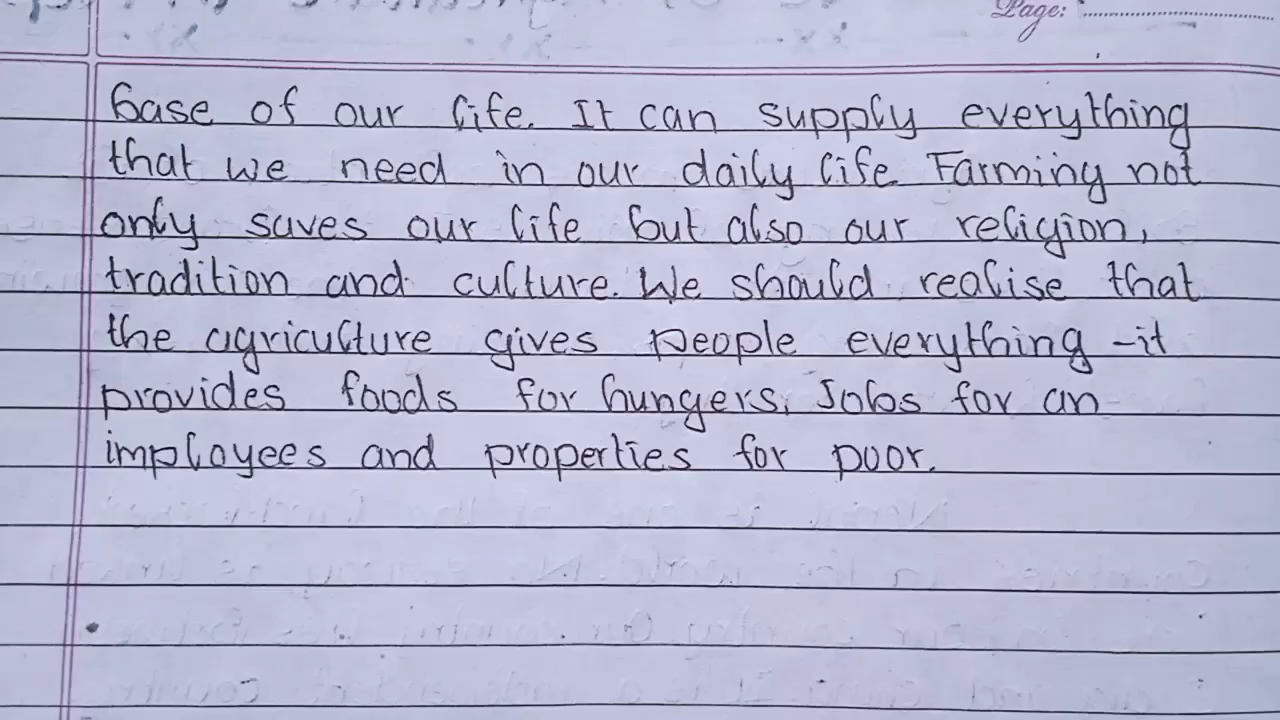 Page:
base of our life. It can supply everything
that we need in our daily life. Farming not
only saves our life but also our religion,
tradition and culture. We should realise that
the agriculture gives people everything -it
provides foods for hungers, Jobs for an
imployees and properties for poor.